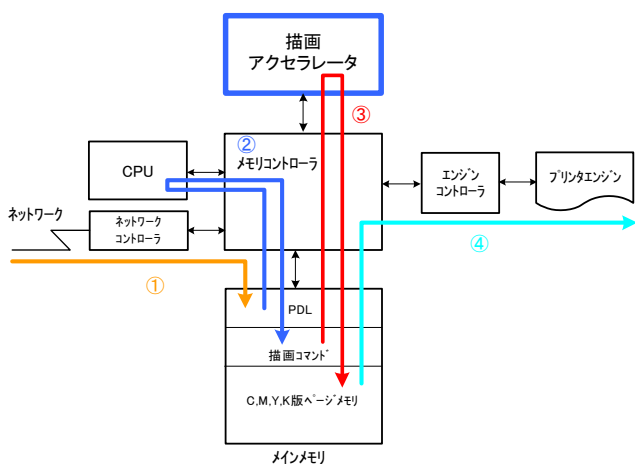 描画
アクセラレータ
③
②
メモリコントローラ
CPU
エンジン
コントローラ
プリンタエンジン
ネットワーク
ネットワーク
コントローラ
④
①
PDL
描画コマンド
C,M,Y,K版ページメモリ
メインメモリ